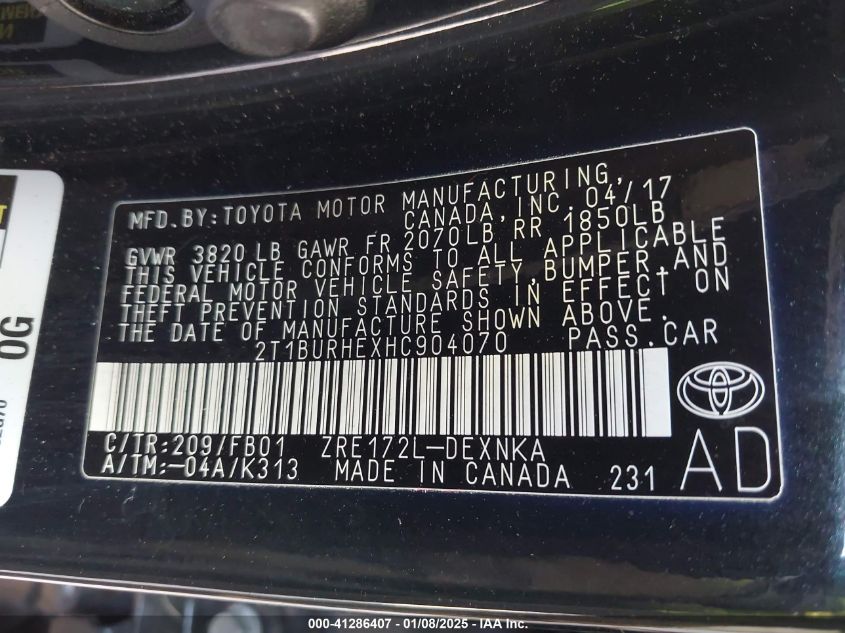 MFD. BY: TOYOTA MOTOR MANUFACTURING,
CANADA, INC. 04/17
GVWR 3820 LB GAWR FR 2070LB RR 1850LB
THIS VEHICLE CONFORMS TO ALL APPLICABLE
FEDERAL MOTOR VEHICLE SAFETY, BUMPER, AND
THEFT PREVENTION STANDARDS IN EFFECT ON
THE DATE OF MANUFACTURE SHOWN ABOVE.
2T1BURHEXHC904070 PASS. CAR
C/TR: 209/FB01 ZRE172L-DEXNKA
A/TM: -04A/K313 MADE IN CANADA 231
AD
0G
000-41286407 - 01/08/2025 - IAA Inc.